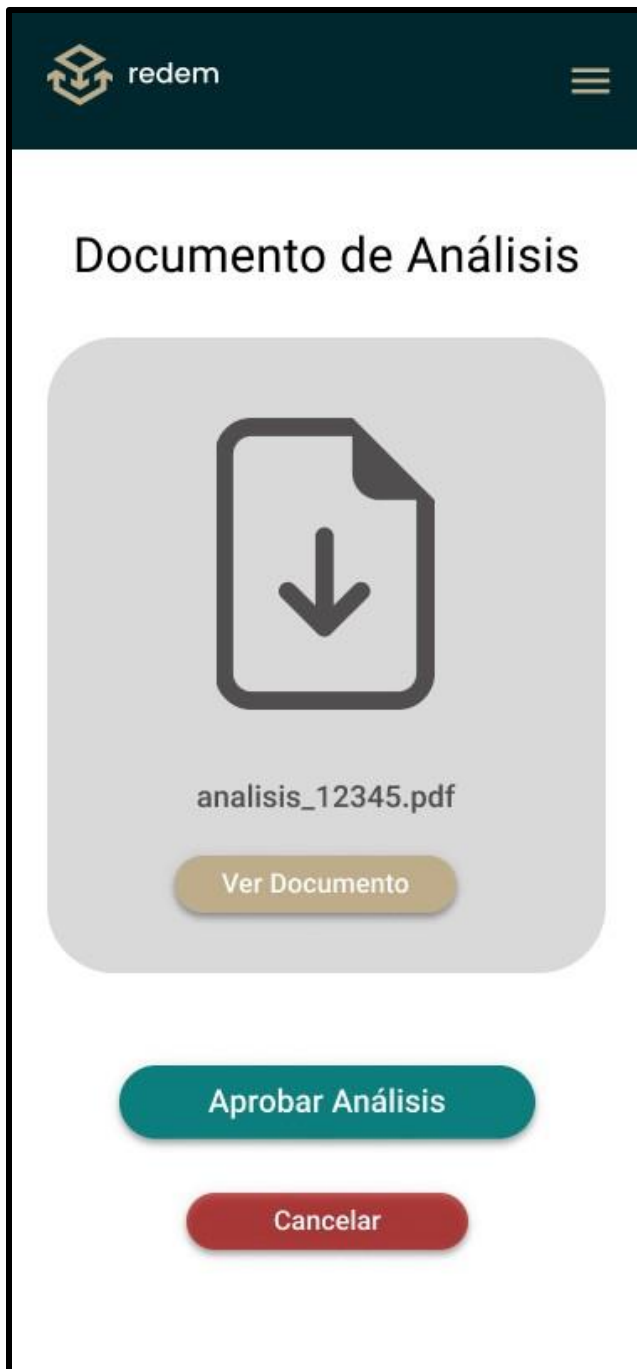 redem
Documento de Análisis
analisis_12345.pdf
Ver Documento
Aprobar Análisis
Cancelar